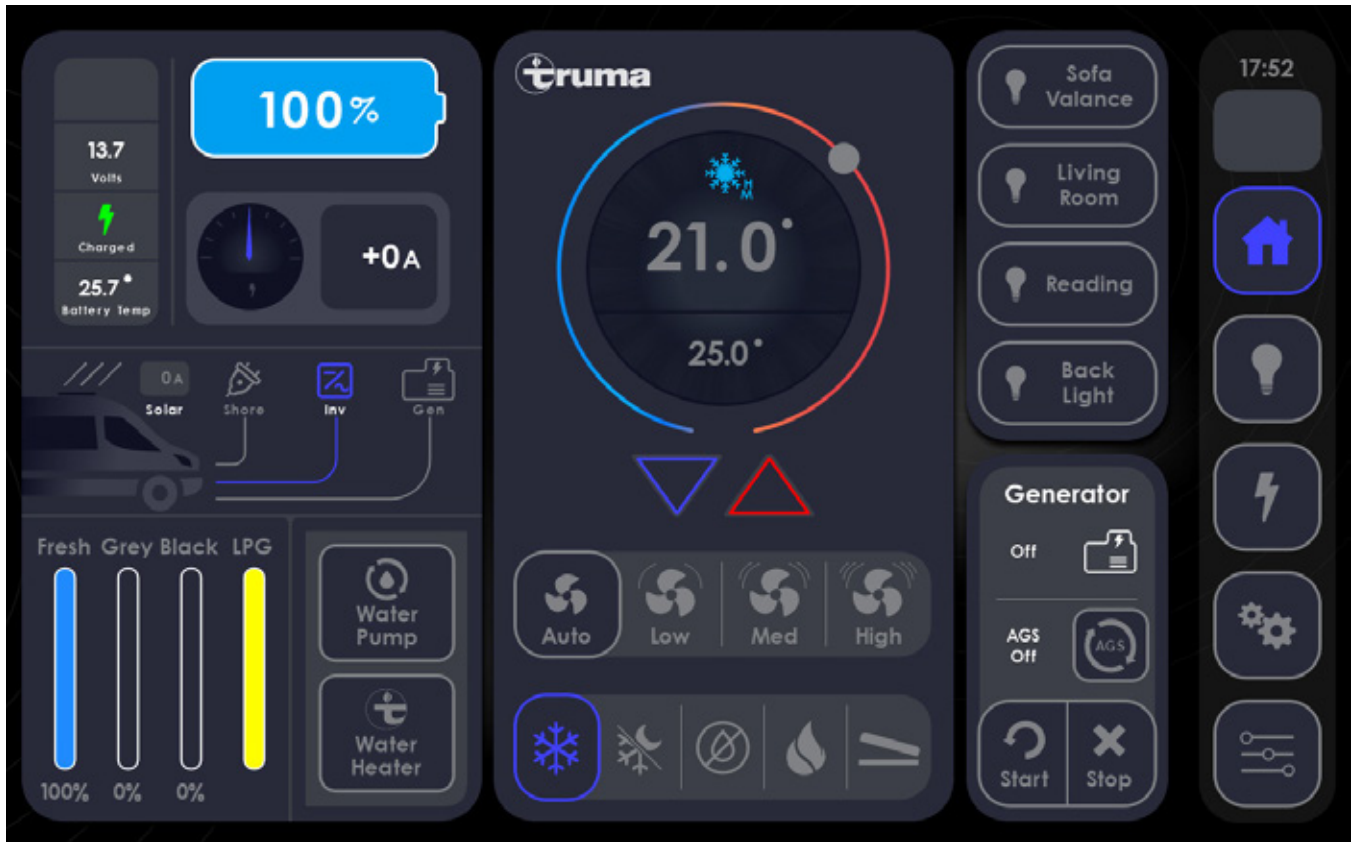 100%
13.7
Volts
Charged
25.7°
Battery Temp
+0A
0A
Solar
Shore
Inv
Gen
Fresh Grey Black LPG
100% 0% 0%
Water
Pump
Water
Heater
truma
H
M
21.0°
25.0°
Auto Low Med High
Sofa
Valance
Living
Room
Reading
Back
Light
Generator
Off
AGS
Off
AGS
Start Stop
17:52